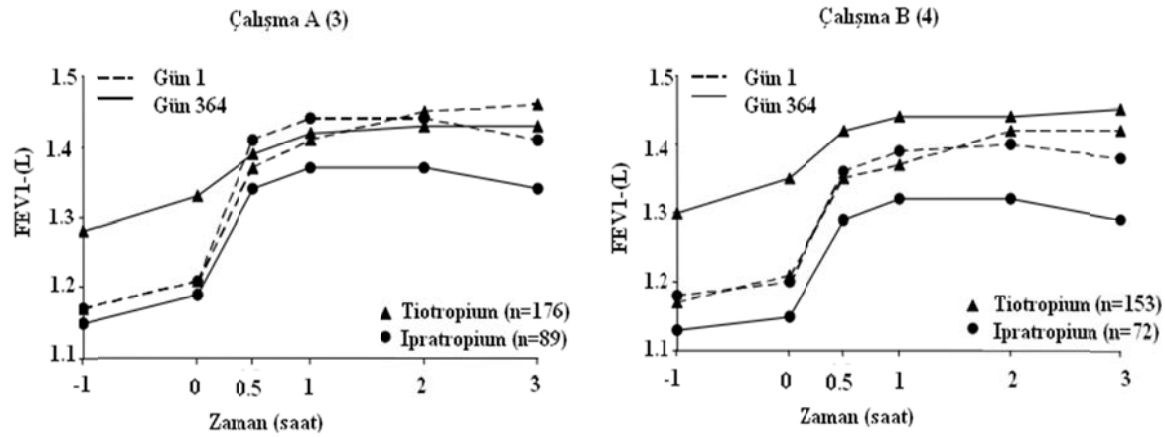 Çalışma A (3)
1.5
1.4
1.3
1.2
1.1
FEV1-(L)
Gün 1
Gün 364
Tiotropium (n=176)
Ipratropium (n=89)
-1 0 0.5 1 2 3
Zaman (saat)
Çalışma B (4)
1.5
1.4
1.3
1.2
1.1
FEV1-(L)
Gün 1
Gün 364
Tiotropium (n=153)
Ipratropium (n=72)
-1 0 0.5 1 2 3
Zaman (saat)